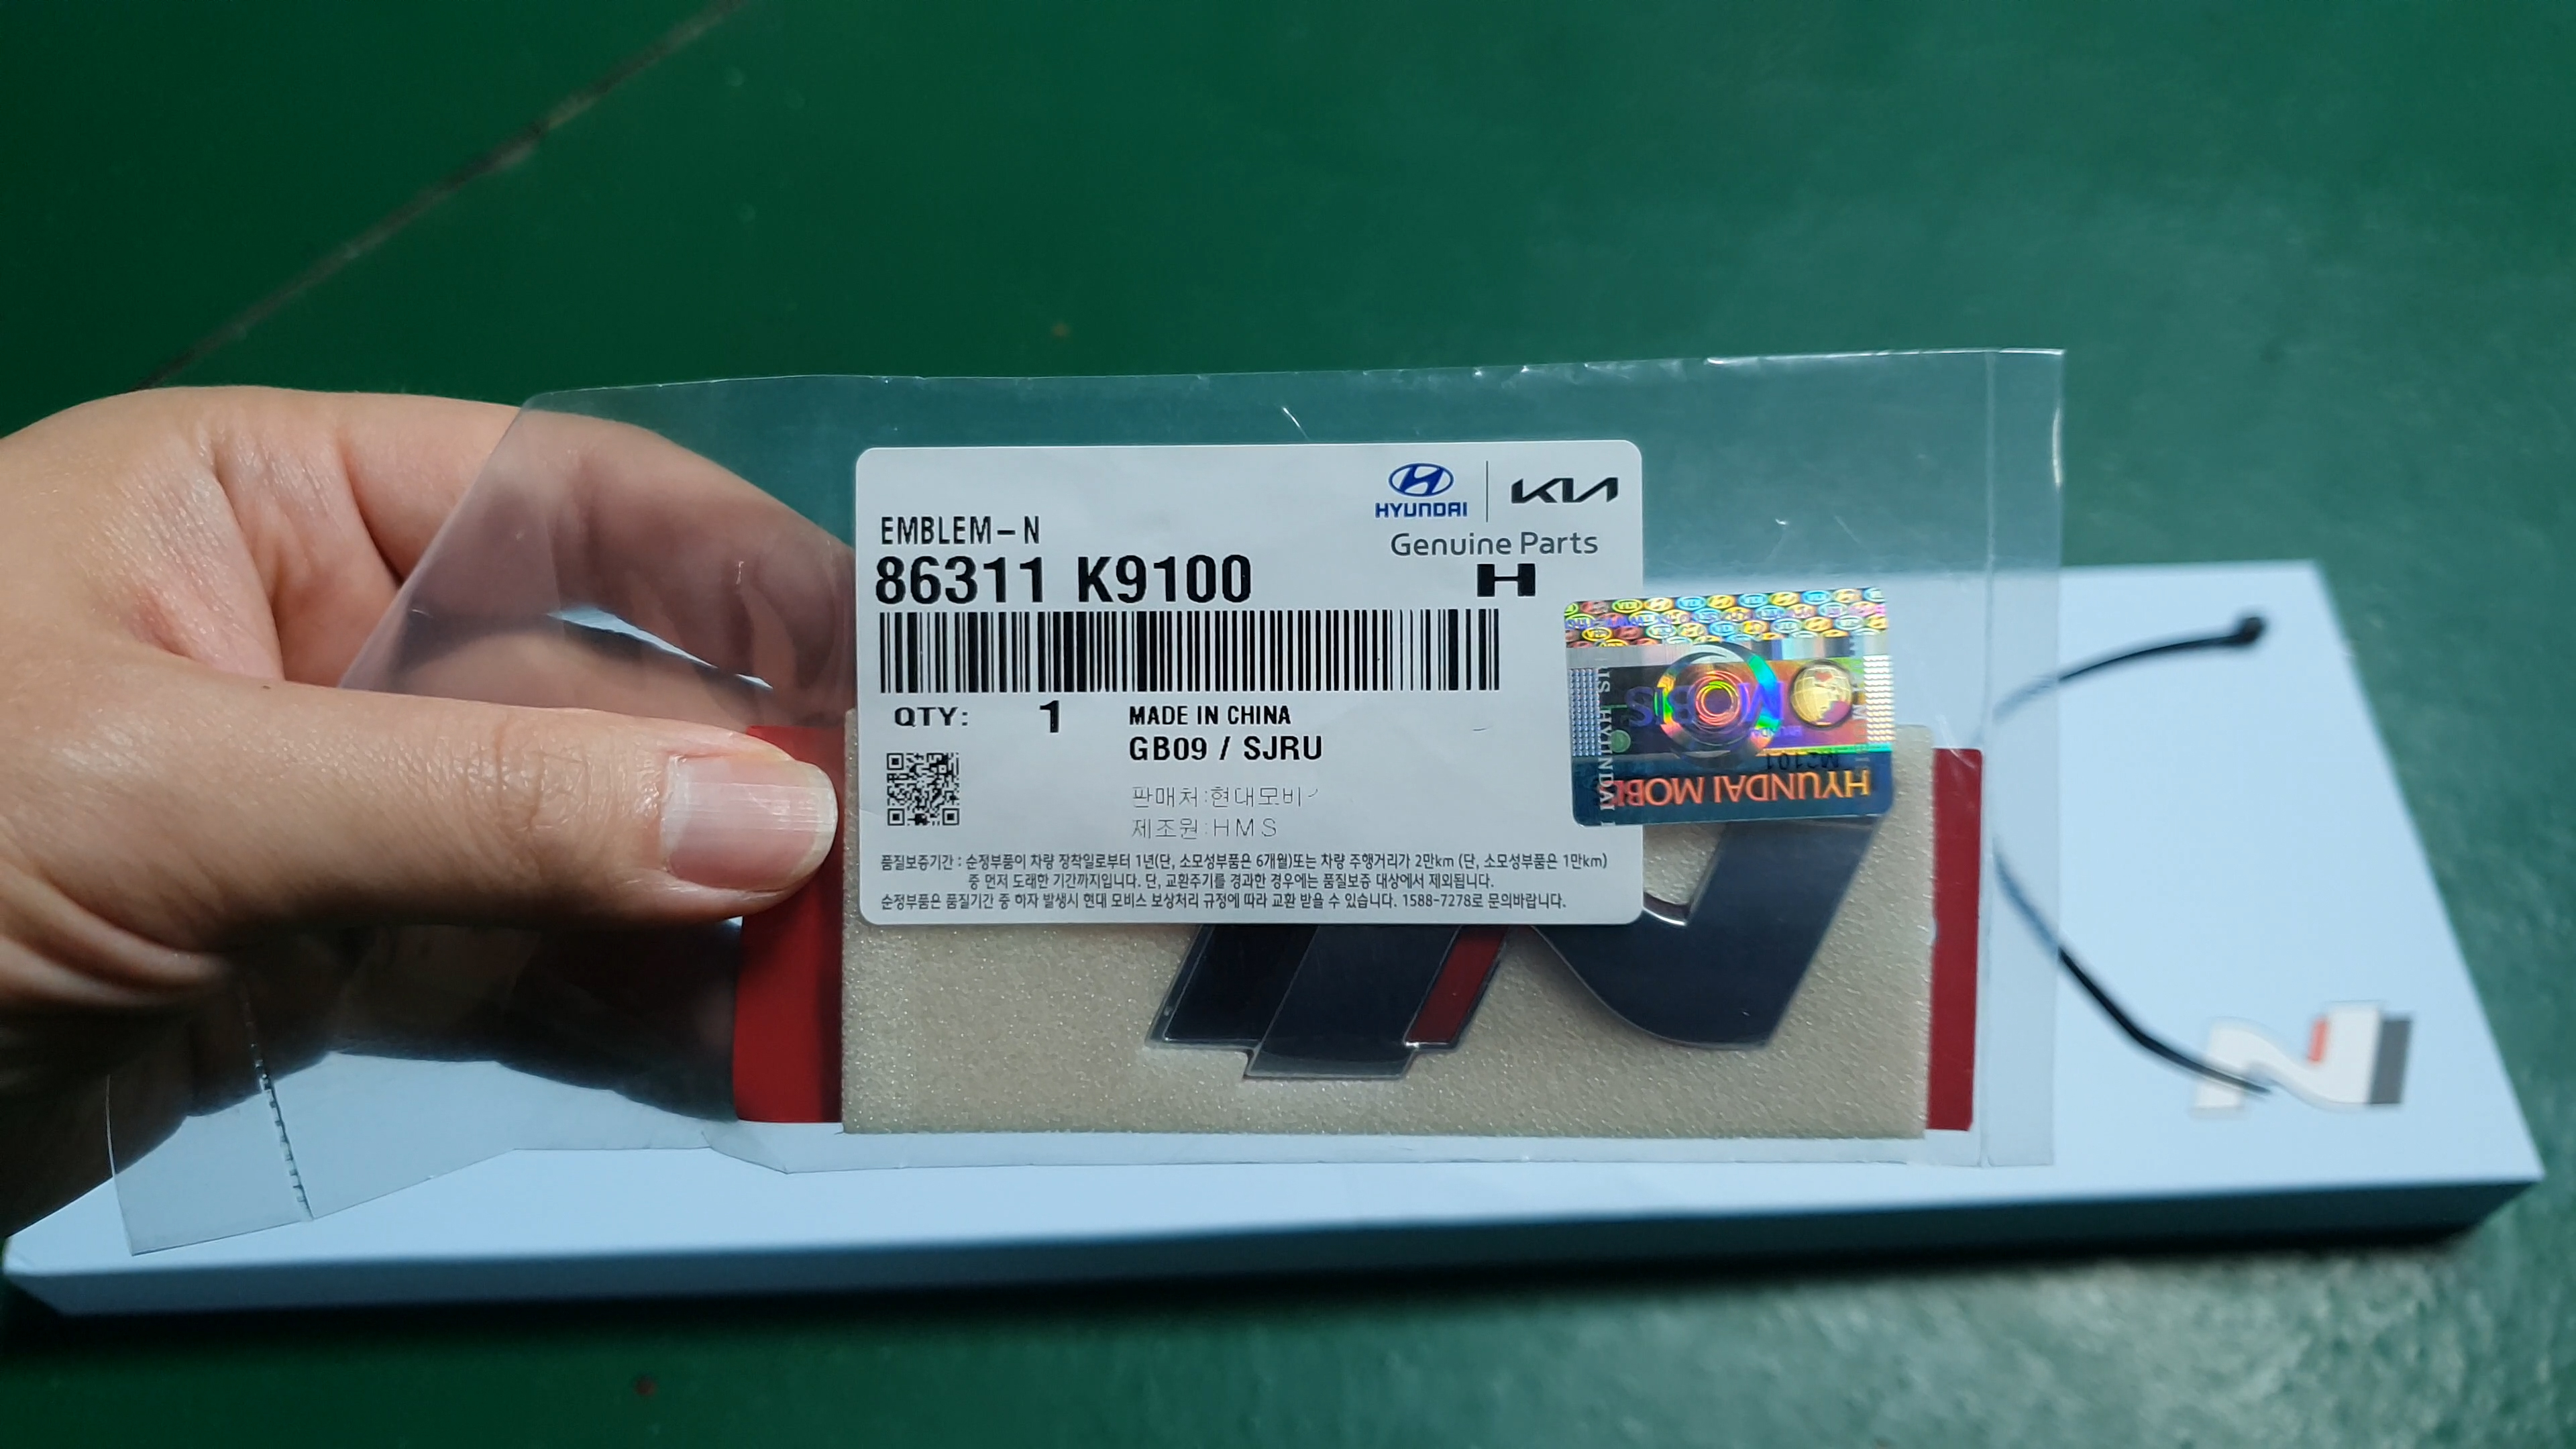 HYUNDAI KIA
Genuine Parts
EMBLEM-N
86311 K9100 H
QTY: 1 MADE IN CHINA
GB09 / SJRU
판매처:현대모비
제조원:HMS
품질보증기간 : 순정부품이 차량 장착일로부터 1년(단, 소모성부품은 6개월)또는 차량 주행거리가 2만km (단, 소모성부품은 1만km)
중 먼저 도래한 기간까지입니다. 단, 교환주기를 경과한 경우에는 품질보증 대상에서 제외됩니다.
순정부품은 품질기간 중 하자 발생시 현대 모비스 보상처리 규정에 따라 교환 받을 수 있습니다. 1588-7278로 문의바랍니다.
MOBIS
M2101
HYUNDAI MOBI
HYUNDAI